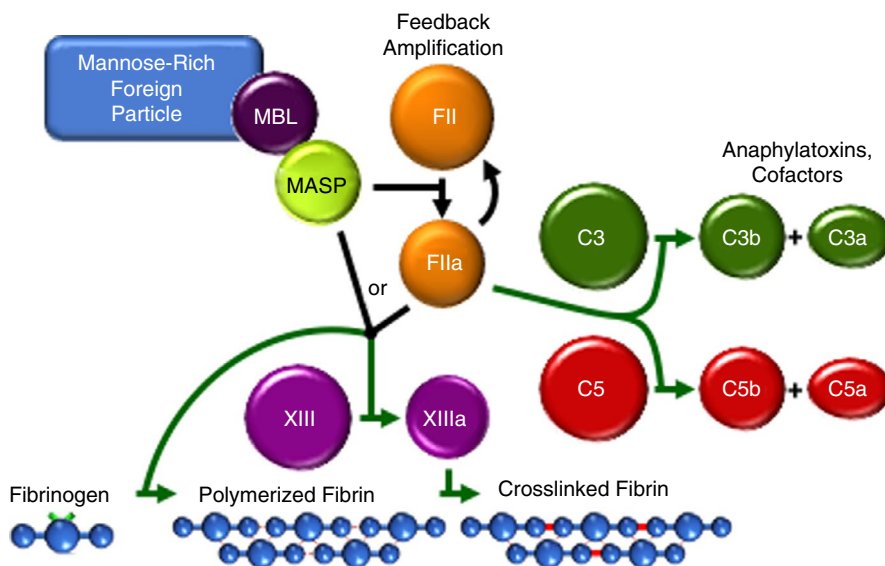 Feedback
Amplification
Mannose-Rich
Foreign
Particle
MBL
FII
MASP
Anaphylatoxins,
Cofactors
C3
C3b
+
C3a
FIIa
or
C5
C5b
+
C5a
XIII
XIIIa
Fibrinogen
Polymerized Fibrin
Crosslinked Fibrin